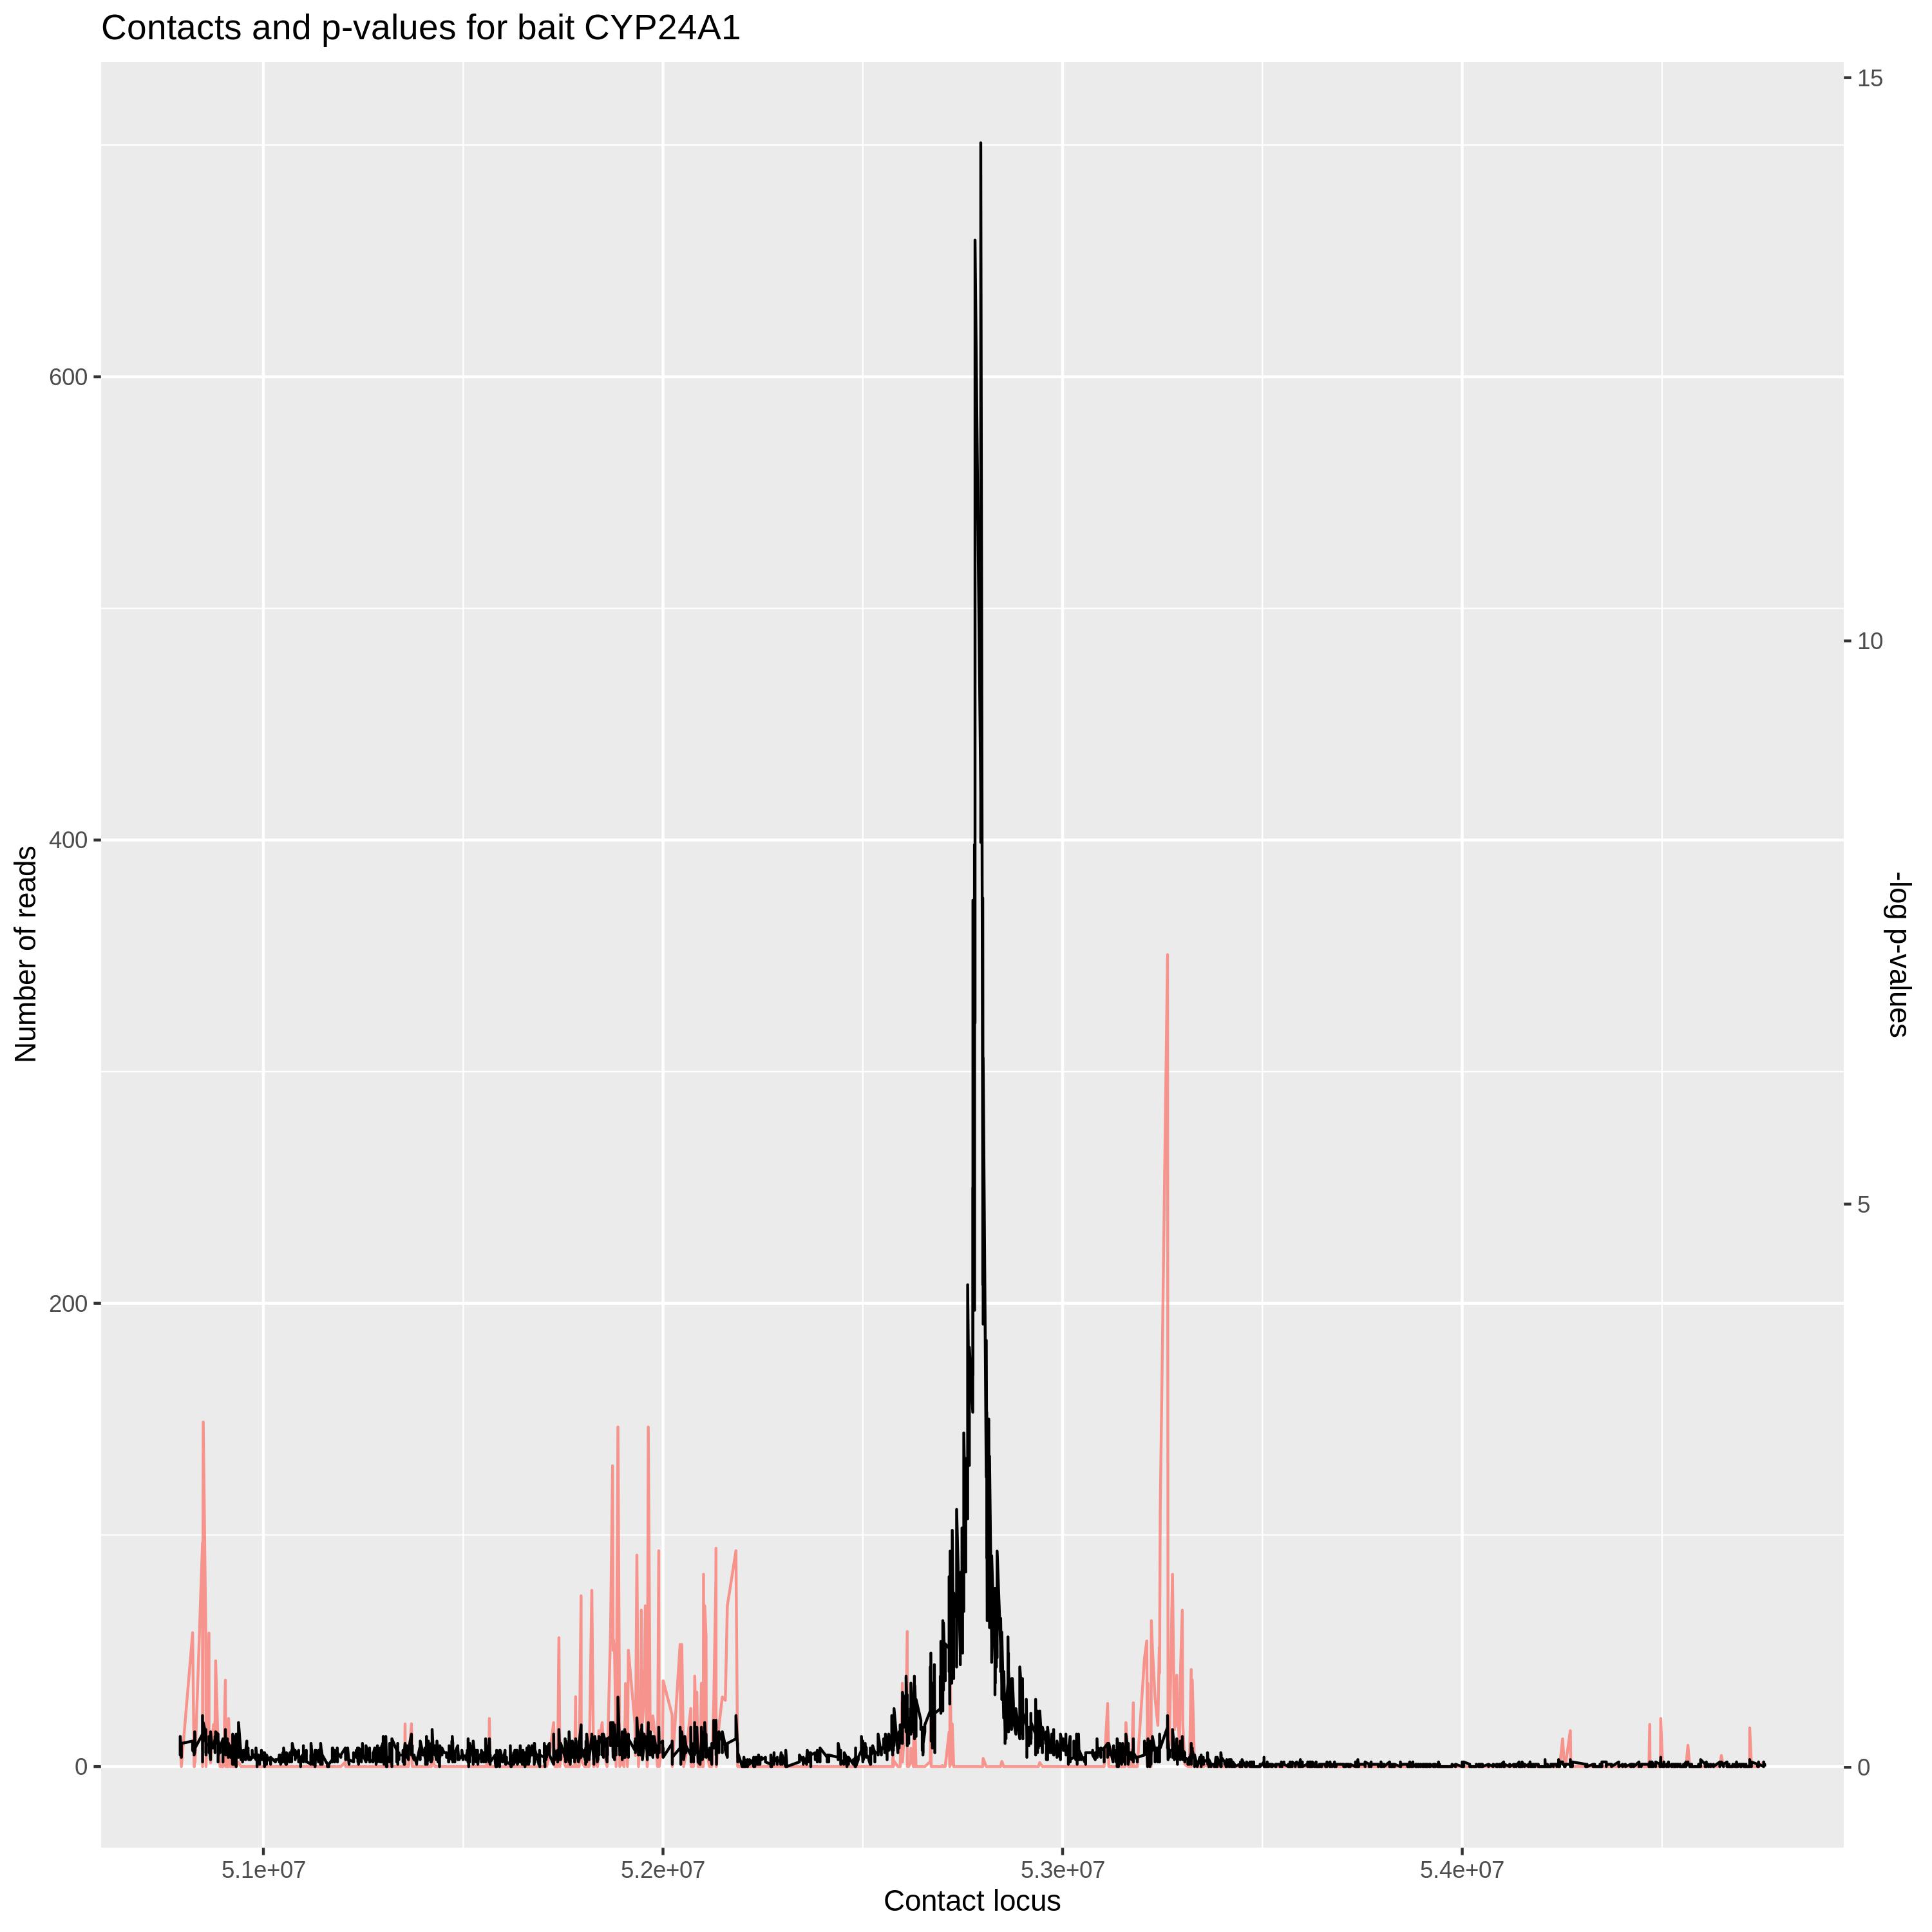 Contacts and p-values for bait CYP24A1
15
600
10
400
Number of reads
-log p-values
5
200
0
0
5.1e+07 5.2e+07 5.3e+07 5.4e+07
Contact locus